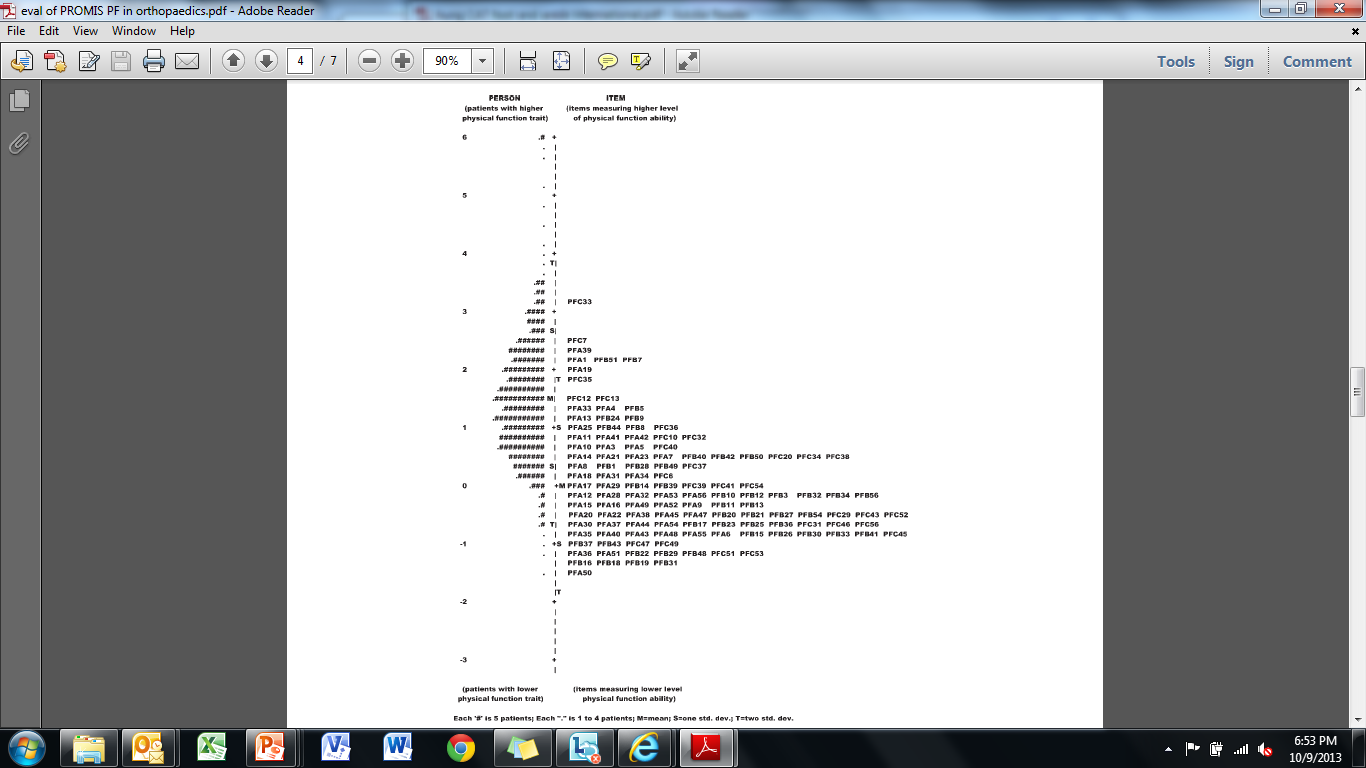 eval of PROMIS PF in orthopaedics.pdf - Adobe Reader
File Edit View Window Help
4 / 7 90% Tools Sign Comment
PERSON ITEM
(patients with higher (items measuring higher level
physical function trait) of physical function ability)
6 .# +
. |
. |
|
|
. |
5 +
. |
|
. |
|
. |
4 . +
. T|
. |
.## |
.## |
.## | PFC33
3 .#### +
#### |
.### S|
.###### | PFC7
####### | PFA39
.####### | PFA1 PFB51 PFB7
2 .######### + PFA19
.######## |T PFC35
.########## |
.########### M| PFC12 PFC13
.######### | PFA33 PFA4 PFB5
.########### | PFA13 PFB24 PFB9
1 .######### +S PFA25 PFB44 PFB8 PFC36
########## | PFA11 PFA41 PFA42 PFC10 PFC32
.########## | PFA10 PFA3 PFA5 PFC40
######## | PFA14 PFA21 PFA23 PFA7 PFB40 PFB42 PFB50 PFC20 PFC34 PFC38
####### S| PFA8 PFB1 PFB28 PFB49 PFC37
.###### | PFA18 PFA31 PFA34 PFC6
0 .### +M PFA17 PFA29 PFB14 PFB39 PFC39 PFC41 PFC54
.# | PFA12 PFA28 PFA32 PFA53 PFA56 PFB10 PFB12 PFB3 PFB32 PFB34 PFB56
.# | PFA15 PFA16 PFA49 PFA52 PFA9 PFB11 PFB13
.# | PFA20 PFA22 PFA38 PFA45 PFA47 PFB20 PFB21 PFB27 PFB54 PFC29 PFC43 PFC52
.# T| PFA30 PFA37 PFA44 PFA54 PFB17 PFB23 PFB25 PFB36 PFC31 PFC46 PFC56
. | PFA35 PFA40 PFA43 PFA48 PFA55 PFA6 PFB15 PFB26 PFB30 PFB33 PFB41 PFC45
-1 . +S PFB37 PFB43 PFC47 PFC49
. | PFA36 PFA51 PFB22 PFB29 PFB48 PFC51 PFC53
| PFB16 PFB18 PFB19 PFB31
. | PFA50
|
|T
-2 +
|
|
|
|
|
-3 +
|
(patients with lower (items measuring lower level
physical function trait) physical function ability)
Each '#' is 5 patients; Each "." is 1 to 4 patients; M=mean; S=one std. dev.; T=two std. dev.
6:53 PM
10/9/2013